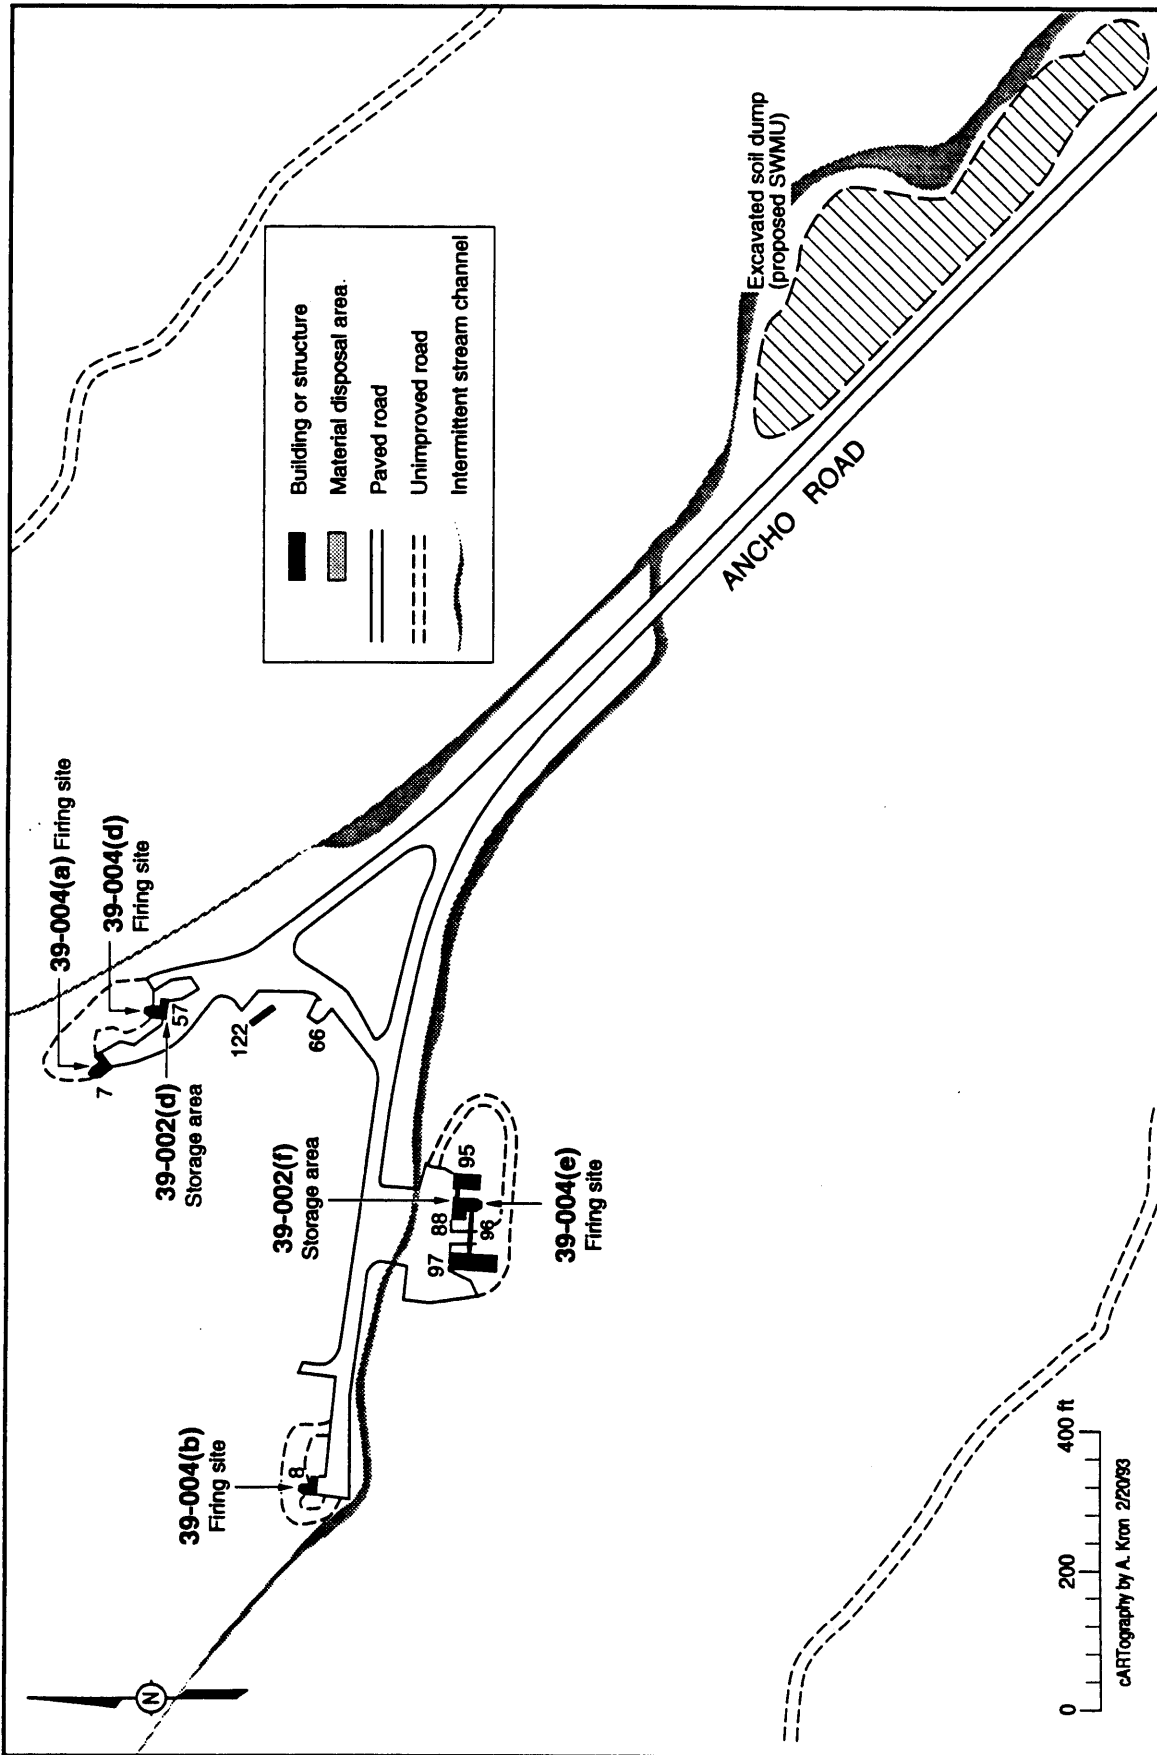 39-004(a) Firing site
39-004(d)
Firing site
7
57
39-002(d)
Storage area
122
66
39-002(f)
Storage area
95
88
96
97
39-004(e)
Firing site
39-004(b)
Firing site
8
N
Building or structure
Material disposal area
Paved road
Unimproved road
Intermittent stream channel
Excavated soil dump
(proposed SWMU)
ANCHO ROAD
0 200 400 ft
cARTography by A. Kron 2/20/93